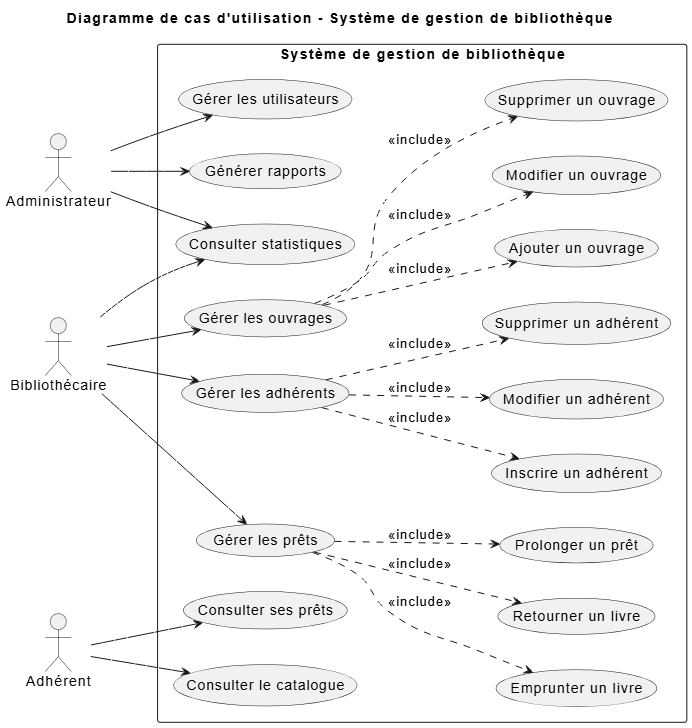 Diagramme de cas d'utilisation - Système de gestion de bibliothèque
Système de gestion de bibliothèque
Gérer les utilisateurs
Supprimer un ouvrage
«include»
Générer rapports
Modifier un ouvrage
Administrateur
«include»
Consulter statistiques
Ajouter un ouvrage
«include»
Gérer les ouvrages
Supprimer un adhérent
«include»
Bibliothécaire
Gérer les adhérents
«include»
Modifier un adhérent
«include»
Inscrire un adhérent
Gérer les prêts
«include»
Prolonger un prêt
«include»
«include»
Consulter ses prêts
Retourner un livre
Adhérent
Consulter le catalogue
Emprunter un livre